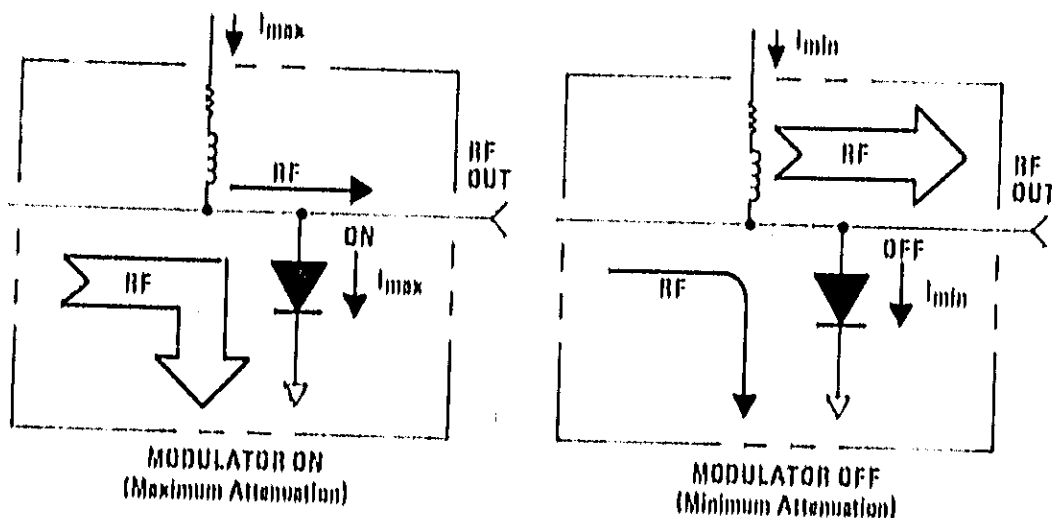 Imax
RF
RF
OUT
ON
RF
Imax
MODULATOR ON
(Maximum Attenuation)
Imin
RF
RF
OUT
OFF
RF
Imin
MODULATOR OFF
(Minimum Attenuation)